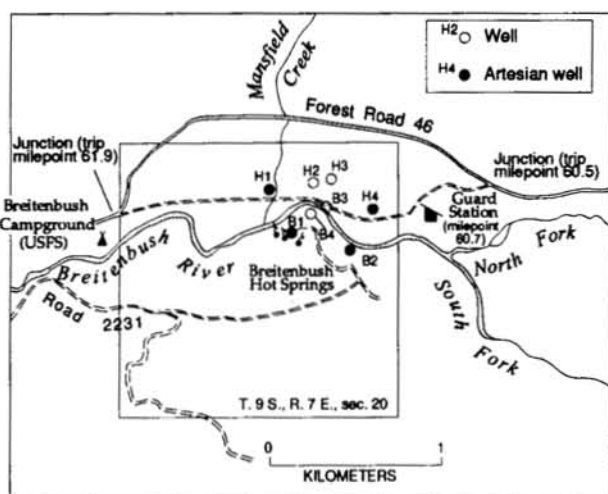 H2 Well
H4 Artesian well
Mansfield
Creek
Forest Road 46
Junction (trip
milepoint 61.9)
Junction (trip
milepoint 60.5)
H1
H2
H3
B3
H4
Breitenbush
Campground
(USFS)
Guard
Station
(milepoint
60.7)
B1
B4
B2
Breitenbush
River
Breitenbush
Hot Springs
North Fork
South
Fork
Road 2231
T. 9 S., R. 7 E., sec. 20
0 1
KILOMETERS